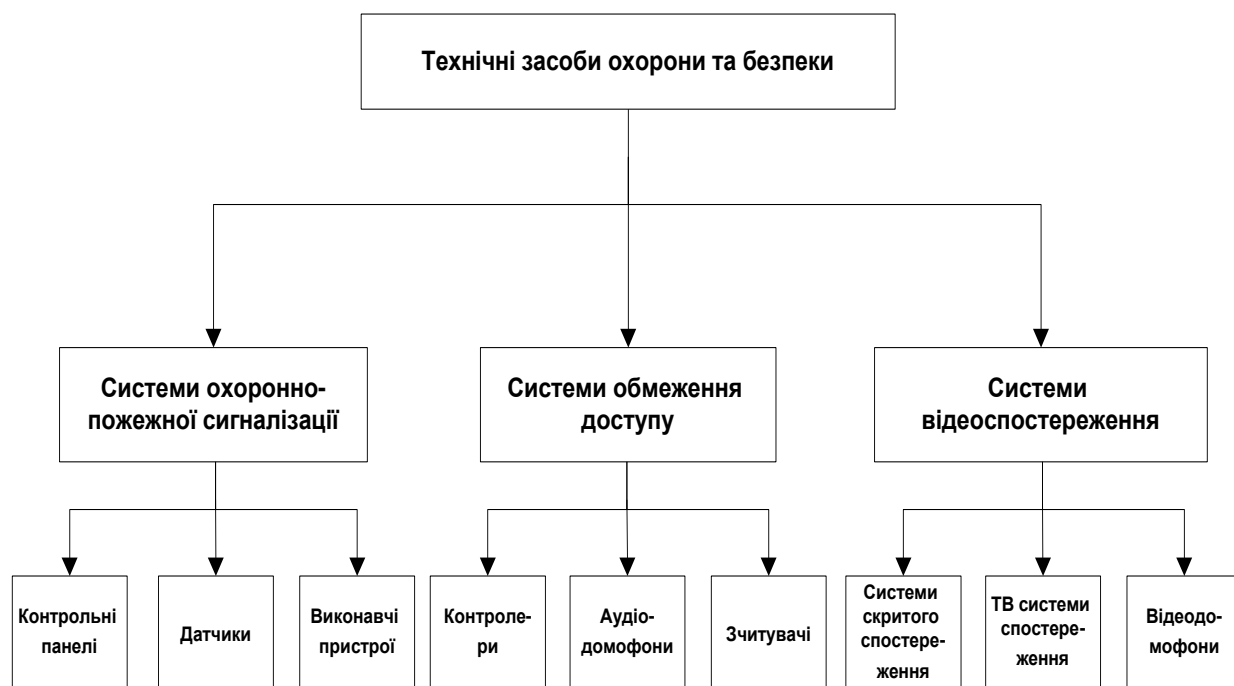 Технічні засоби охорони та безпеки
Системи охоронно-
пожежної сигналізації
Системи обмеження
доступу
Системи
відеоспостереження
Контрольні
панелі
Датчики
Виконавчі
пристрої
Контроле-
ри
Аудіо-
домофони
Зчитувачі
Системи
скритого
спостере-
ження
ТВ системи
спостере-
ження
Відеодо-
мофони